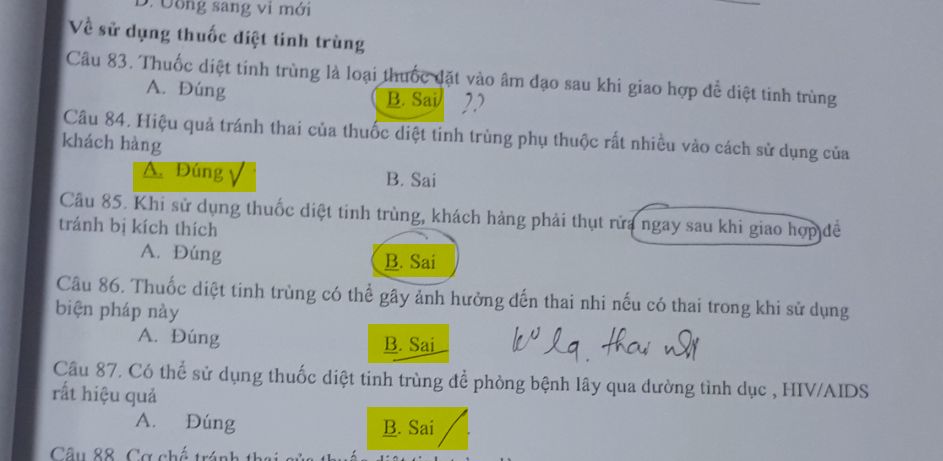 D. Uống sang vỉ mới
Về sử dụng thuốc diệt tinh trùng
Câu 83. Thuốc diệt tinh trùng là loại thuốc đặt vào âm đạo sau khi giao hợp để diệt tinh trùng
A. Đúng B. Sai ??
Câu 84. Hiệu quả tránh thai của thuốc diệt tinh trùng phụ thuộc rất nhiều vào cách sử dụng của
khách hàng
A. Đúng B. Sai
Câu 85. Khi sử dụng thuốc diệt tinh trùng, khách hàng phải thụt rửa ngay sau khi giao hợp để
tránh bị kích thích
A. Đúng B. Sai
Câu 86. Thuốc diệt tinh trùng có thể gây ảnh hưởng đến thai nhi nếu có thai trong khi sử dụng
biện pháp này
A. Đúng B. Sai thai nhi
Câu 87. Có thể sử dụng thuốc diệt tinh trùng để phòng bệnh lây qua đường tình dục , HIV/AIDS
rất hiệu quả
A. Đúng B. Sai
Câu 88. Cơ chế tránh thai của thuốc